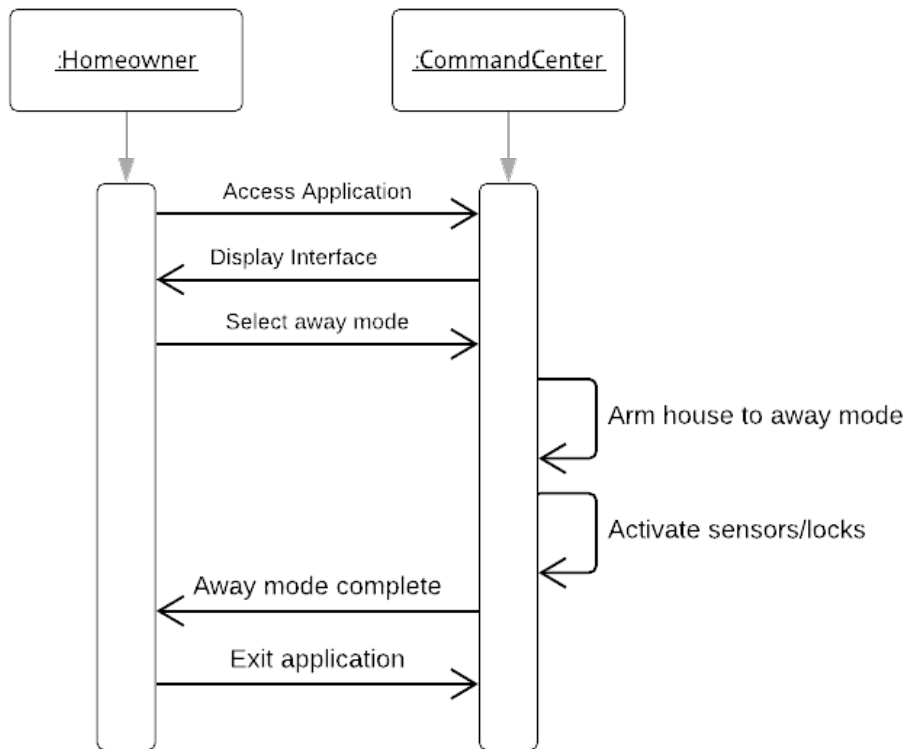 :Homeowner
:CommandCenter
Access Application
Display Interface
Select away mode
Arm house to away mode
Activate sensors/locks
Away mode complete
Exit application